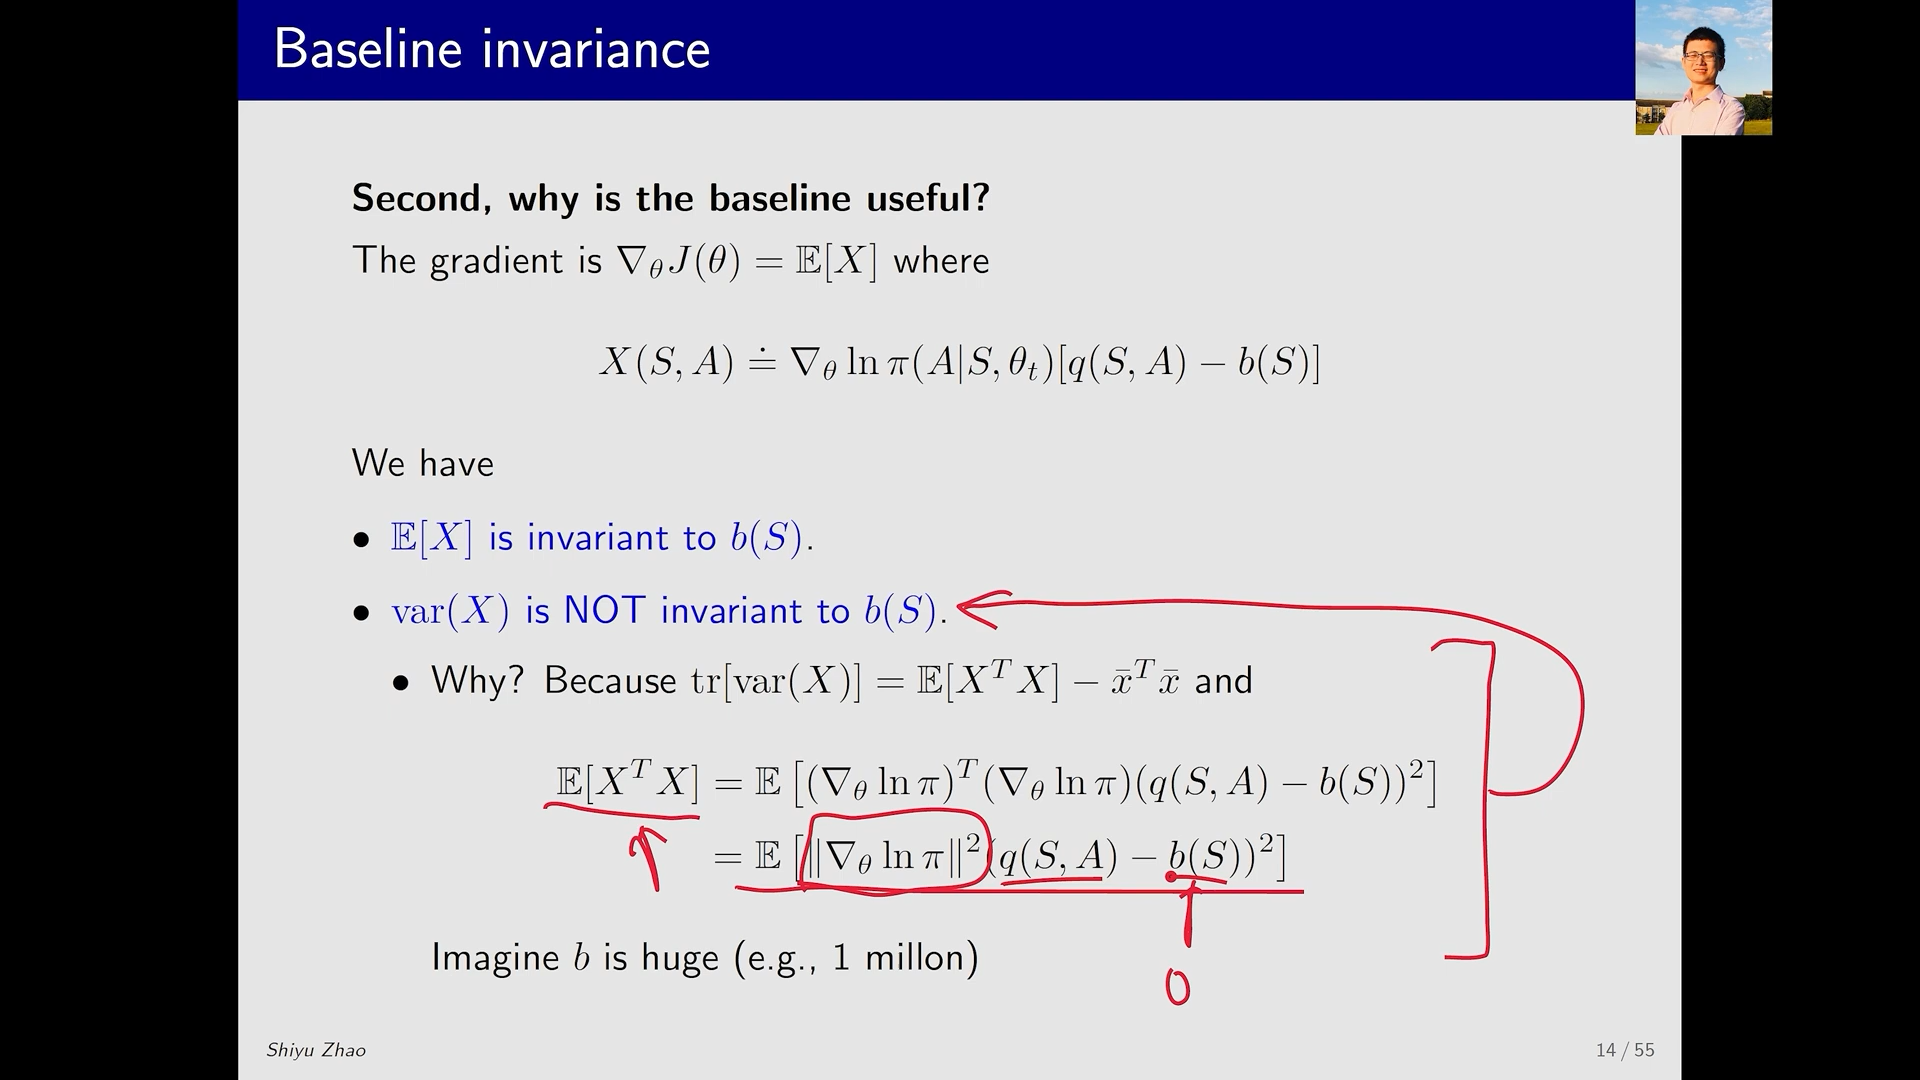 Baseline invariance
Second, why is the baseline useful?
The gradient is ∇θJ(θ) = 𝔼[X] where
X(S, A) ≐ ∇θ ln π(A|S, θt)[q(S, A) − b(S)]
We have
• 𝔼[X] is invariant to b(S).
• var(X) is NOT invariant to b(S).
• Why? Because tr[var(X)] = 𝔼[XᵀX] − x̄ᵀx̄ and
𝔼[XᵀX] = 𝔼[(∇θ ln π)ᵀ(∇θ ln π)(q(S, A) − b(S))²]
= 𝔼[‖∇θ ln π‖²(q(S, A) − b(S))²]
Imagine b is huge (e.g., 1 millon)
0
Shiyu Zhao
14 / 55